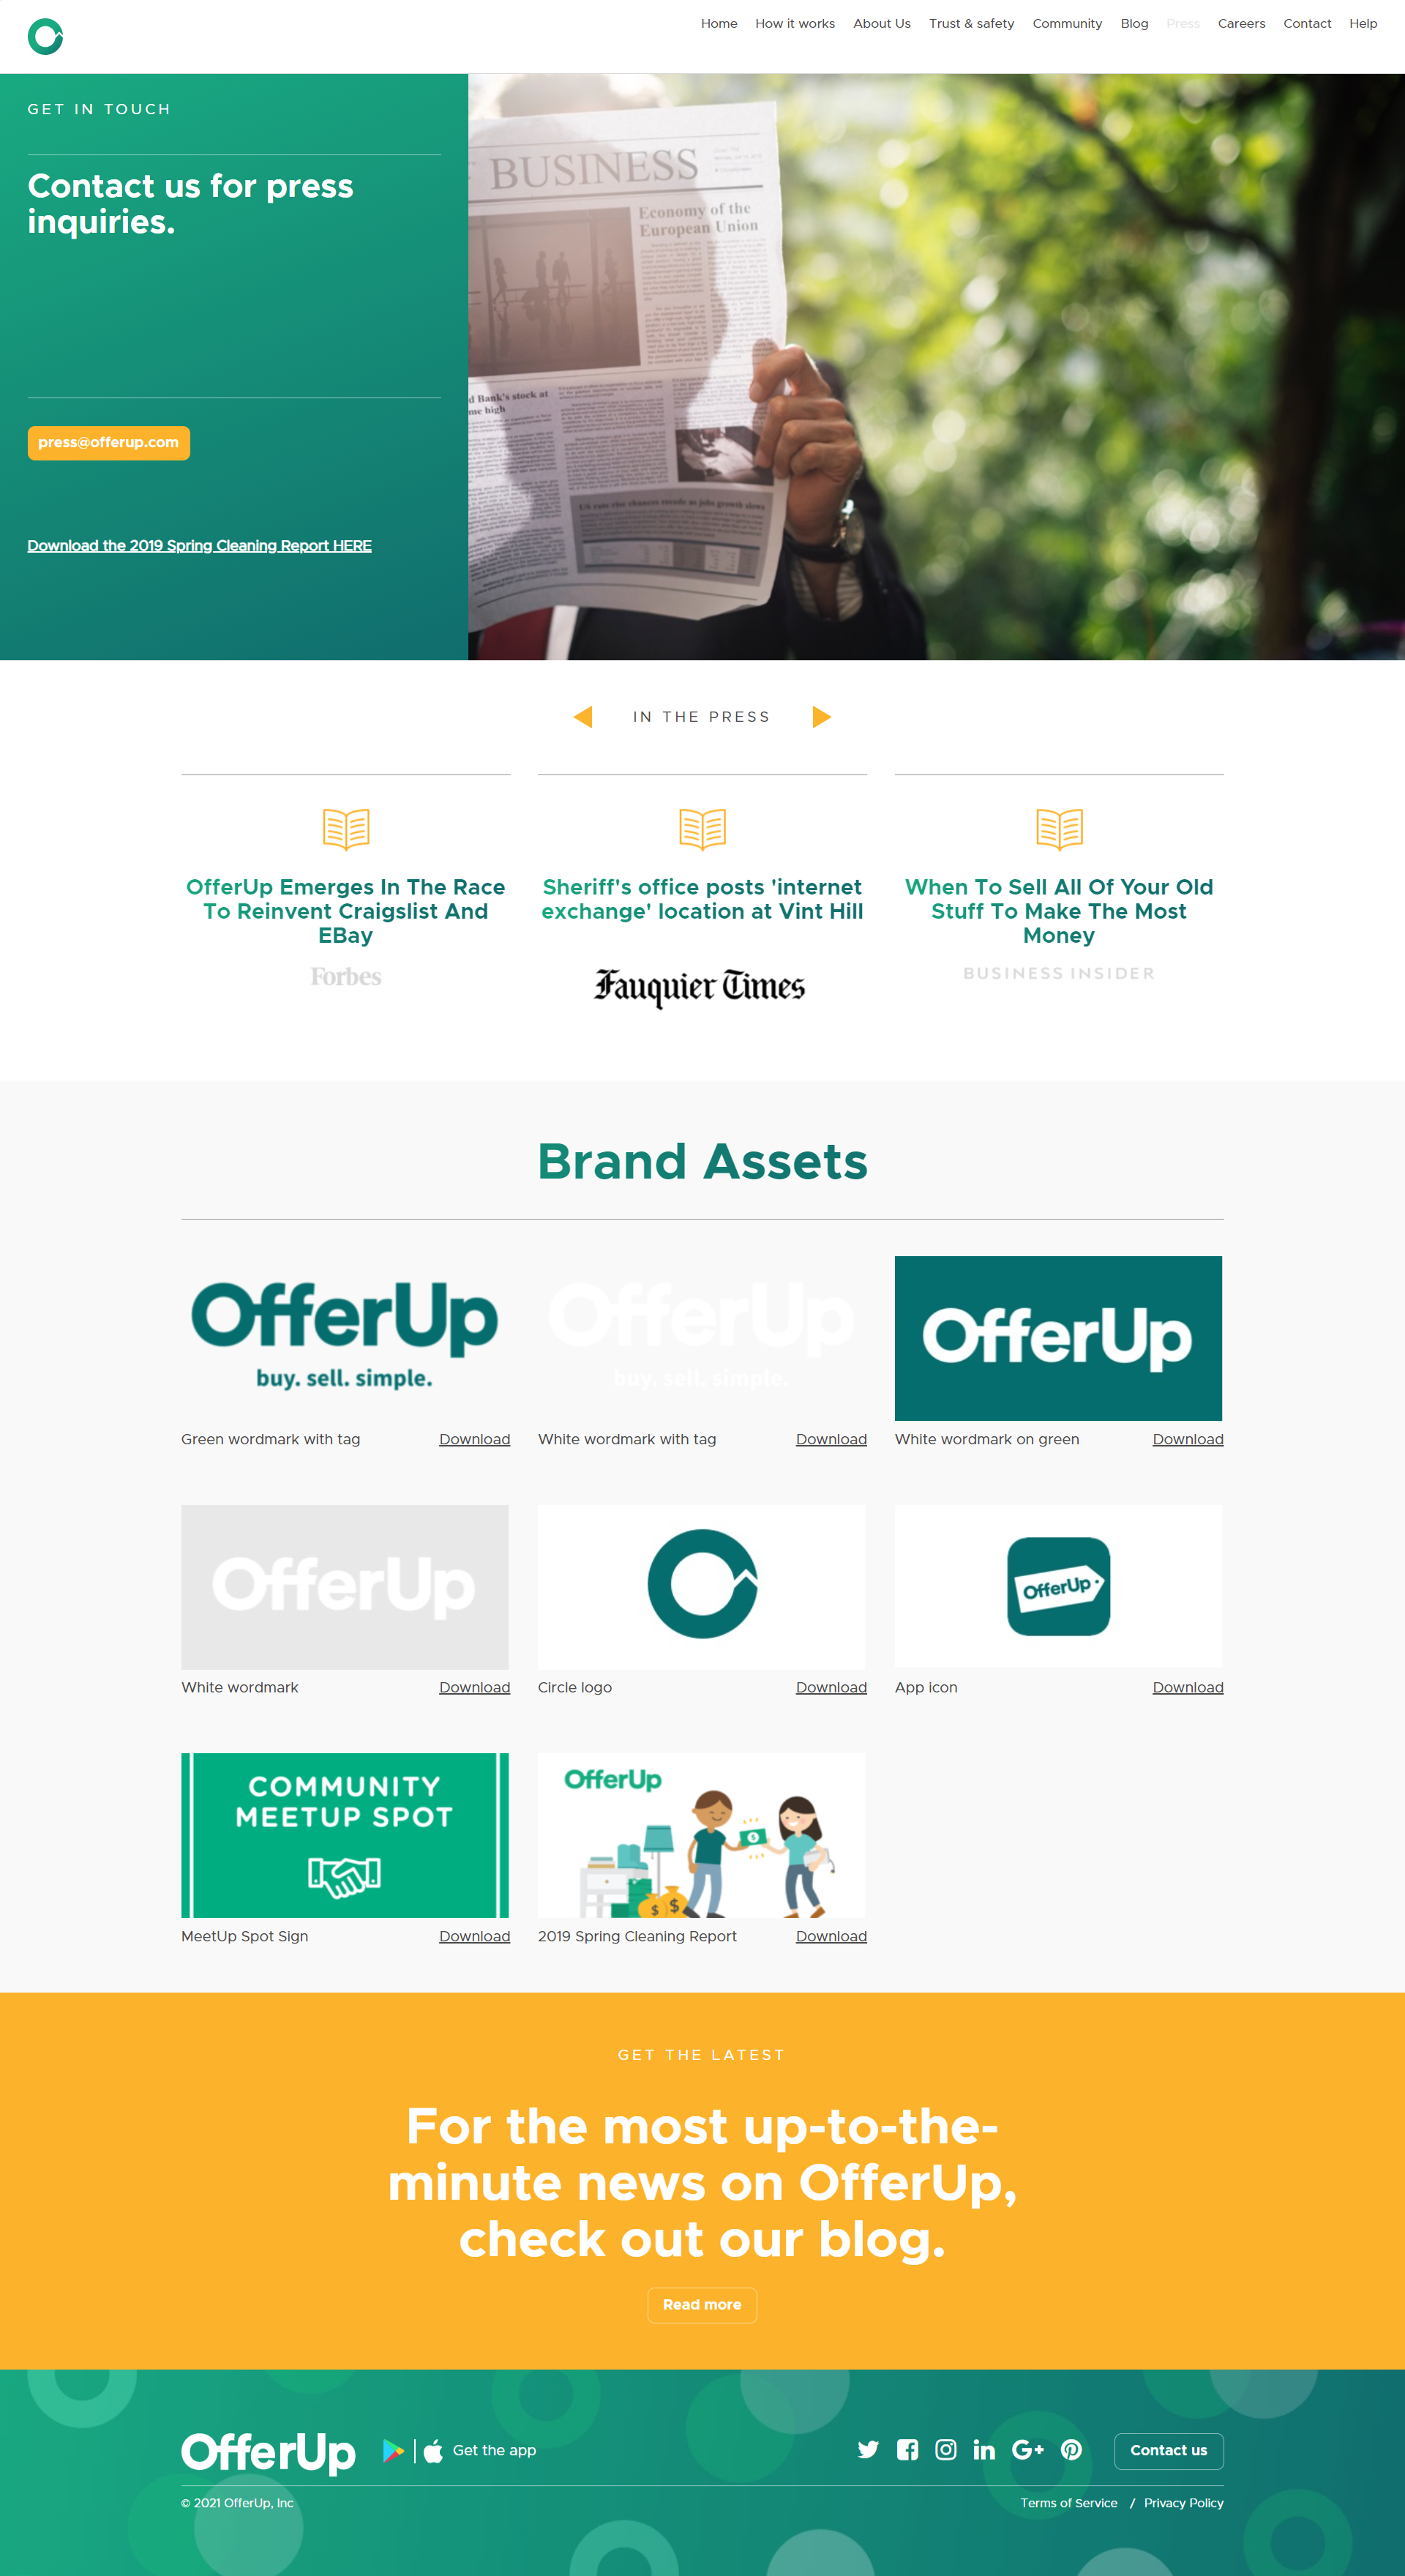 Home How it works About Us Trust & safety Community Blog Press Careers Contact Help
GET IN TOUCH
Contact us for press
inquiries.
press@offerup.com
Download the 2019 Spring Cleaning Report HERE
BUSINESS
Economy of the
European Union
d Bank's stock at
me high
IN THE PRESS
OfferUp Emerges In The Race
To Reinvent Craigslist And
EBay
Forbes
Sheriff's office posts 'internet
exchange' location at Vint Hill
Fauquier Times
When To Sell All Of Your Old
Stuff To Make The Most
Money
BUSINESS INSIDER
Brand Assets
OfferUp
buy. sell. simple.
Green wordmark with tag Download
OfferUp
buy. sell. simple.
White wordmark with tag Download
OfferUp
White wordmark on green Download
OfferUp
White wordmark Download
Circle logo Download
OfferUp
App icon Download
COMMUNITY
MEETUP SPOT
MeetUp Spot Sign Download
OfferUp
2019 Spring Cleaning Report Download
GET THE LATEST
For the most up-to-the-
minute news on OfferUp,
check out our blog.
Read more
OfferUp Get the app Contact us
© 2021 OfferUp, Inc Terms of Service / Privacy Policy